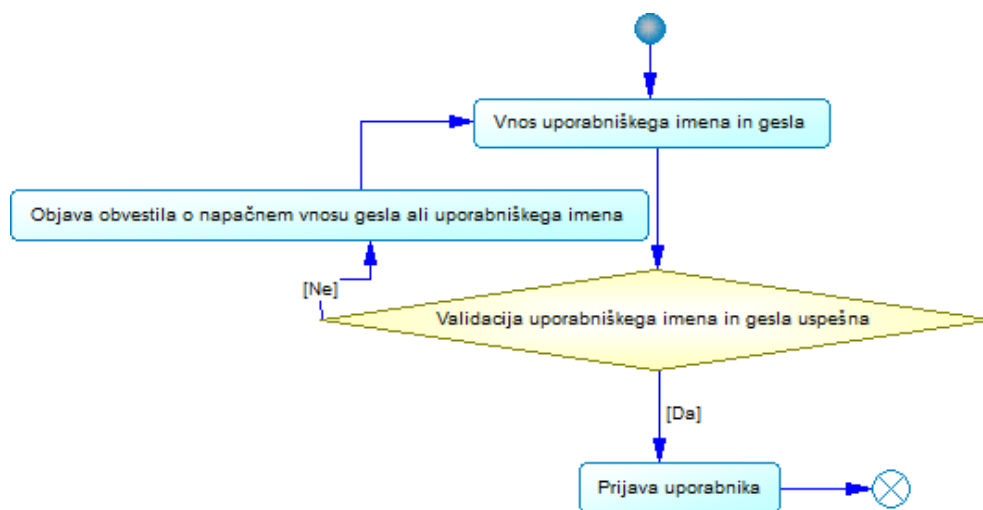 Vnos uporabniškega imena in gesla
Objava obvestila o napačnem vnosu gesla ali uporabniškega imena
[Ne]
Validacija uporabniškega imena in gesla uspešna
[Da]
Prijava uporabnika